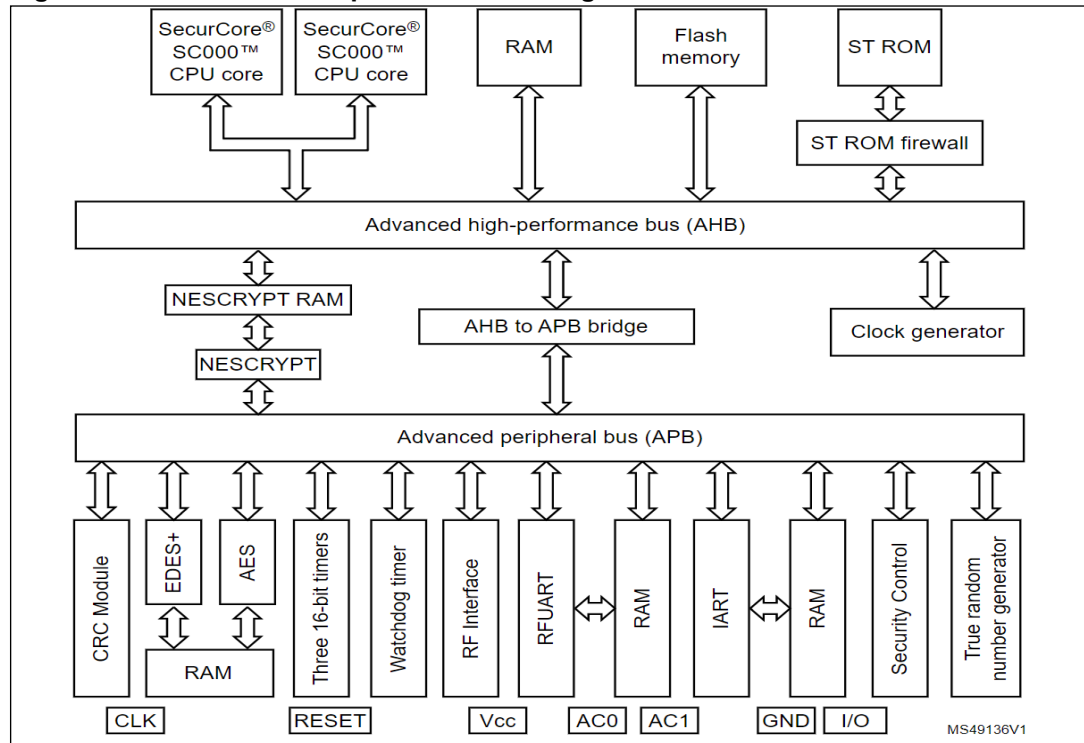 SecurCore®
SC000™
CPU core
SecurCore®
SC000™
CPU core
RAM
Flash
memory
ST ROM
ST ROM firewall
Advanced high-performance bus (AHB)
NESCRYPT RAM
AHB to APB bridge
Clock generator
NESCRYPT
Advanced peripheral bus (APB)
CRC Module
EDES+
AES
RAM
Three 16-bit timers
Watchdog timer
RF Interface
RFUART
RAM
IART
RAM
Security Control
True random
number generator
CLK
RESET
Vcc
AC0
AC1
GND
I/O
MS49136V1